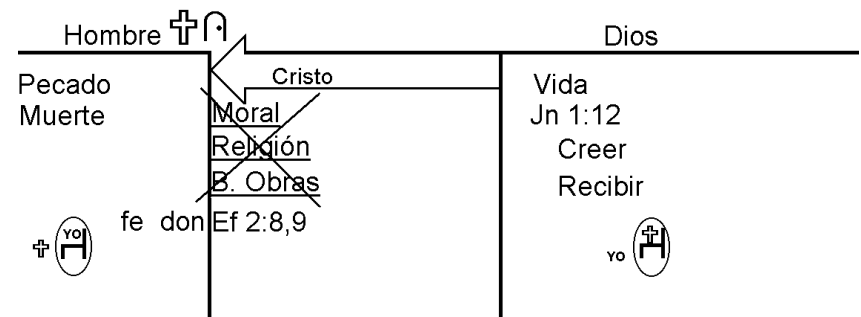 Hombre
Dios
Cristo
Pecado
Muerte
Moral
Religión
B. Obras
fe don Ef 2:8,9
YO
Vida
Jn 1:12
Creer
Recibir
YO